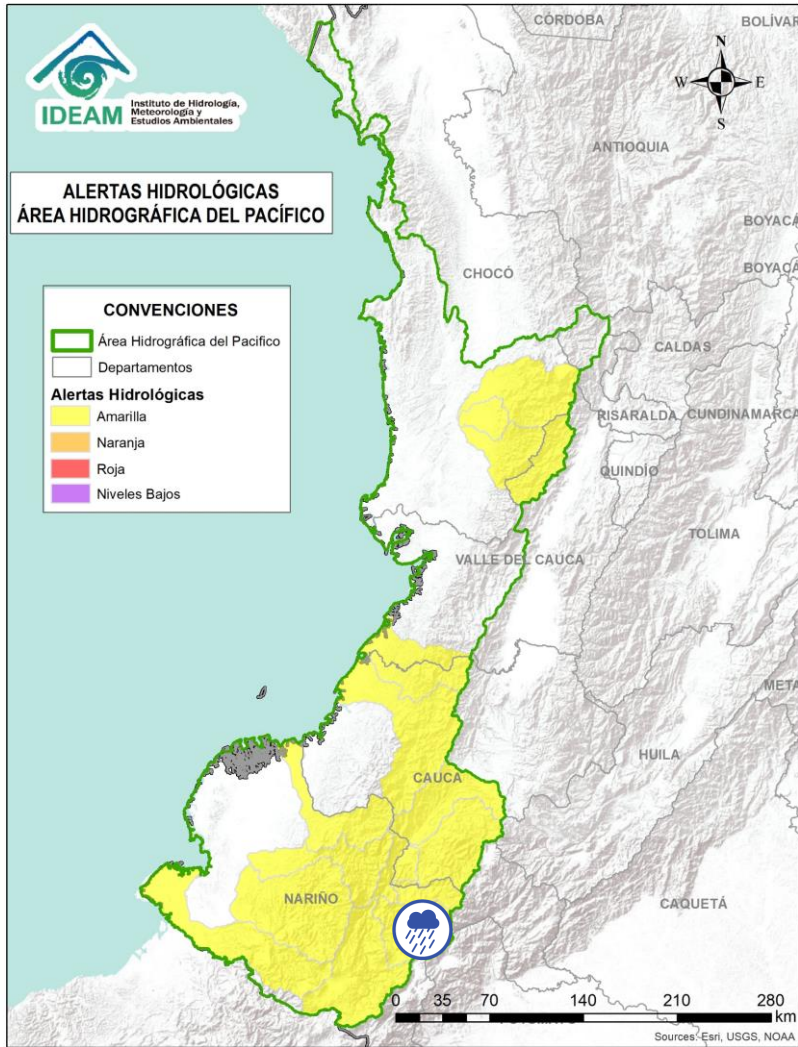 CÓRDOBA
BOLÍVAR
IDEAM
Instituto de Hidrología,
Meteorología y
Estudios Ambientales
N
W
E
S
ANTIOQUIA
ALERTAS HIDROLÓGICAS
ÁREA HIDROGRÁFICA DEL PACÍFICO
BOYACÁ
BOYACÁ
CHOCÓ
CONVENCIONES
Área Hidrográfica del Pacifico
Departamentos
Alertas Hidrológicas
Amarilla
Naranja
Roja
Niveles Bajos
CALDAS
RISARALDA
CUNDINAMARCA
QUINDÍO
TOLIMA
VALLE DEL CAUCA
META
HUILA
CAUCA
NARIÑO
CAQUETÁ
0 35 70 140 210 280
km
Sources: Esri, USGS, NOAA